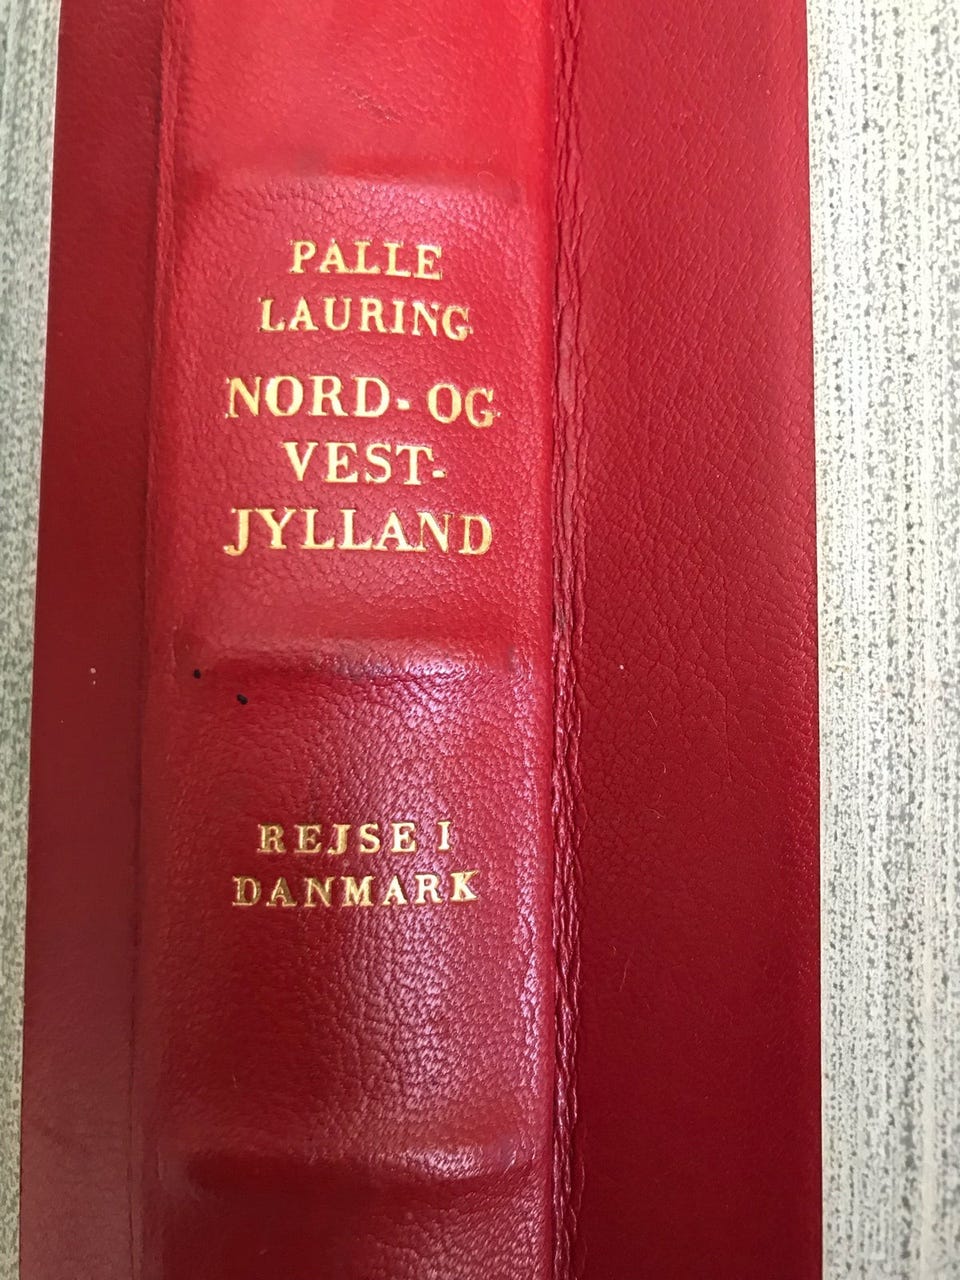 PALLE
LAURING
NORD- OG
VEST-
JYLLAND
REJSE I
DANMARK